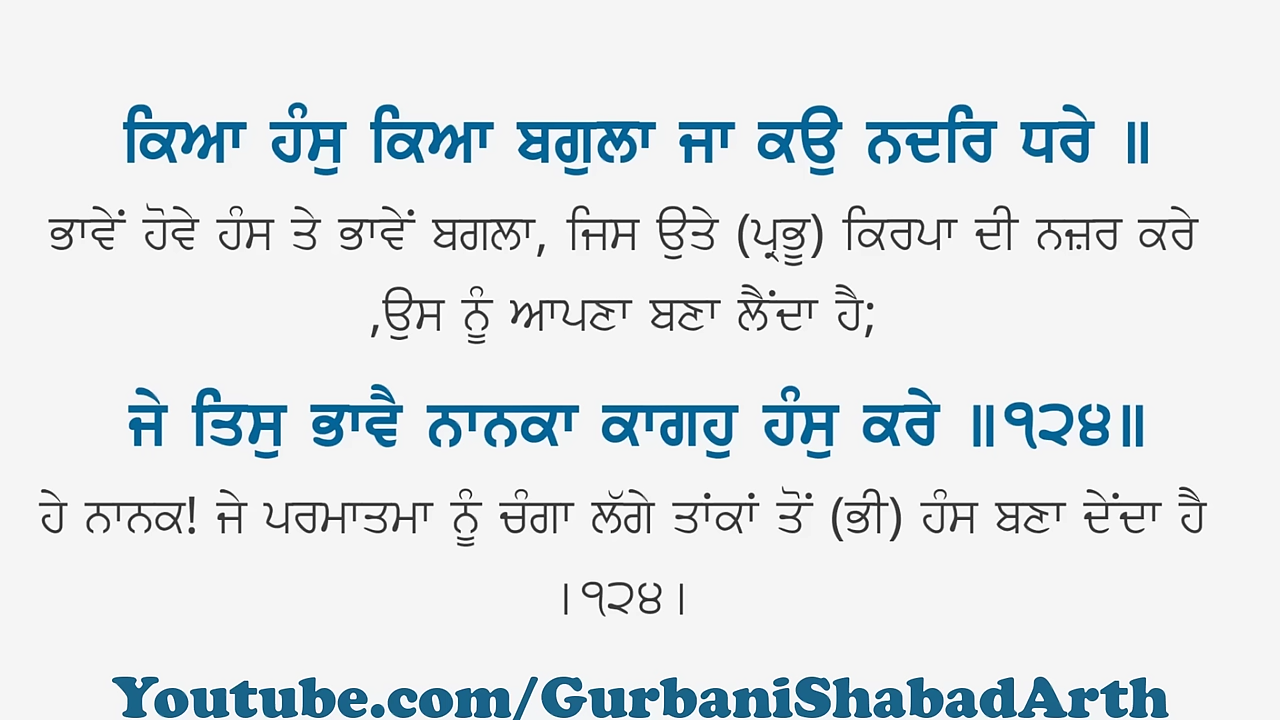 ਕਿਆ ਹੰਸੁ ਕਿਆ ਬਗੁਲਾ ਜਾ ਕਉ ਨਦਰਿ ਧਰੇ ॥
ਭਾਵੇਂ ਹੋਵੇ ਹੰਸ ਤੇ ਭਾਵੇਂ ਬਗਲਾ, ਜਿਸ ਉਤੇ (ਪ੍ਰਭੂ) ਕਿਰਪਾ ਦੀ ਨਜ਼ਰ ਕਰੇ
,ਉਸ ਨੂੰ ਆਪਣਾ ਬਣਾ ਲੈਂਦਾ ਹੈ;
ਜੇ ਤਿਸੁ ਭਾਵੈ ਨਾਨਕਾ ਕਾਗਹੁ ਹੰਸੁ ਕਰੇ ॥੧੨੪॥
ਹੇ ਨਾਨਕ! ਜੇ ਪਰਮਾਤਮਾ ਨੂੰ ਚੰਗਾ ਲੱਗੇ ਤਾਂਕਾਂ ਤੋਂ (ਭੀ) ਹੰਸ ਬਣਾ ਦੇਂਦਾ ਹੈ
।੧੨੪।
Youtube.com/GurbaniShabadArth